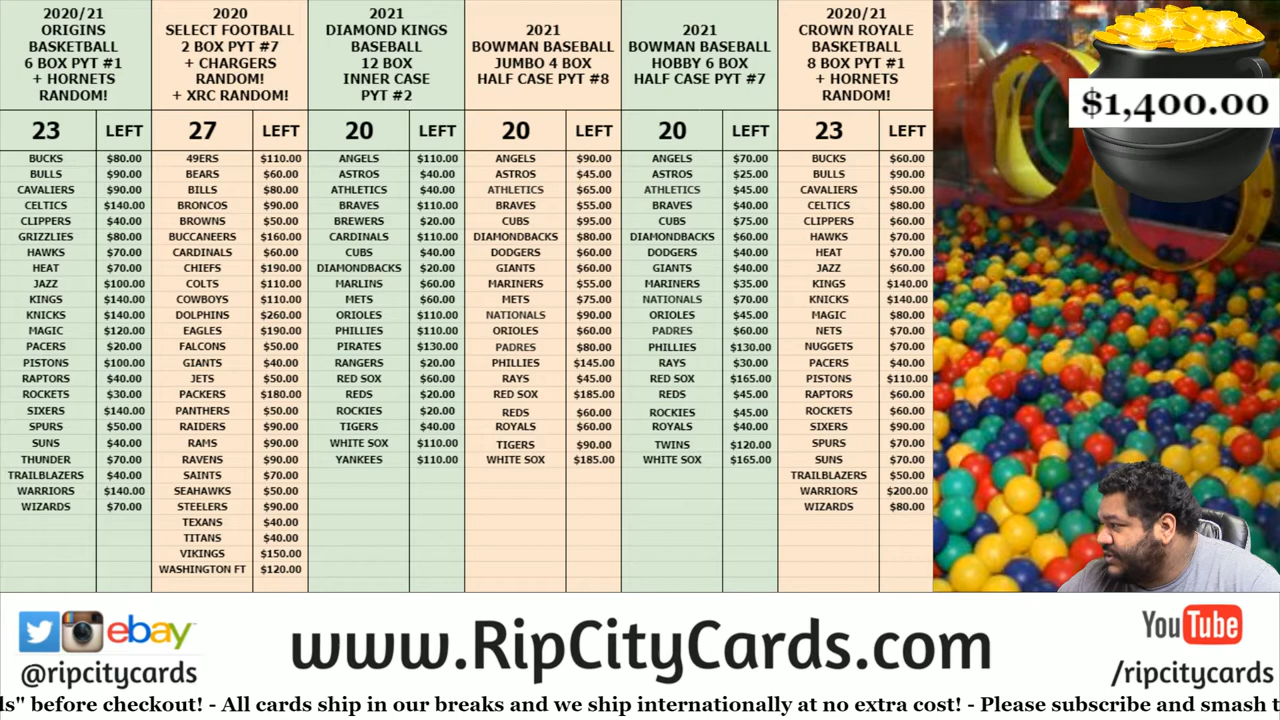 2020/21
ORIGINS
BASKETBALL
6 BOX PYT #1
+ HORNETS
RANDOM!
23 LEFT
BUCKS $80.00
BULLS $90.00
CAVALIERS $90.00
CELTICS $140.00
CLIPPERS $40.00
GRIZZLIES $80.00
HAWKS $70.00
HEAT $70.00
JAZZ $100.00
KINGS $140.00
KNICKS $140.00
MAGIC $120.00
PACERS $20.00
PISTONS $100.00
RAPTORS $40.00
ROCKETS $30.00
SIXERS $140.00
SPURS $50.00
SUNS $40.00
THUNDER $70.00
TRAILBLAZERS $40.00
WARRIORS $140.00
WIZARDS $70.00
2020
SELECT FOOTBALL
2 BOX PYT #7
+ CHARGERS
RANDOM!
+ XRC RANDOM!
27 LEFT
49ERS $110.00
BEARS $60.00
BILLS $80.00
BRONCOS $90.00
BROWNS $50.00
BUCCANEERS $160.00
CARDINALS $60.00
CHIEFS $190.00
COLTS $110.00
COWBOYS $110.00
DOLPHINS $260.00
EAGLES $190.00
FALCONS $50.00
GIANTS $40.00
JETS $50.00
PACKERS $180.00
PANTHERS $50.00
RAIDERS $90.00
RAMS $90.00
RAVENS $90.00
SAINTS $70.00
SEAHAWKS $50.00
STEELERS $90.00
TEXANS $40.00
TITANS $40.00
VIKINGS $150.00
WASHINGTON FT $120.00
2021
DIAMOND KINGS
BASEBALL
12 BOX
INNER CASE
PYT #2
20 LEFT
ANGELS $110.00
ASTROS $40.00
ATHLETICS $40.00
BRAVES $110.00
BREWERS $20.00
CARDINALS $110.00
CUBS $40.00
DIAMONDBACKS $20.00
MARLINS $60.00
METS $60.00
ORIOLES $110.00
PHILLIES $110.00
PIRATES $130.00
RANGERS $20.00
RED SOX $60.00
REDS $20.00
ROCKIES $20.00
TIGERS $40.00
WHITE SOX $110.00
YANKEES $110.00
2021
BOWMAN BASEBALL
JUMBO 4 BOX
HALF CASE PYT #8
20 LEFT
ANGELS $90.00
ASTROS $45.00
ATHLETICS $65.00
BRAVES $55.00
CUBS $95.00
DIAMONDBACKS $80.00
DODGERS $60.00
GIANTS $60.00
MARINERS $55.00
METS $75.00
NATIONALS $90.00
ORIOLES $60.00
PADRES $80.00
PHILLIES $145.00
RAYS $45.00
RED SOX $185.00
REDS $60.00
ROYALS $60.00
TIGERS $90.00
WHITE SOX $185.00
2021
BOWMAN BASEBALL
HOBBY 6 BOX
HALF CASE PYT #7
20 LEFT
ANGELS $70.00
ASTROS $25.00
ATHLETICS $45.00
BRAVES $40.00
CUBS $75.00
DIAMONDBACKS $60.00
DODGERS $40.00
GIANTS $40.00
MARINERS $35.00
NATIONALS $70.00
ORIOLES $45.00
PADRES $60.00
PHILLIES $130.00
RAYS $30.00
RED SOX $165.00
REDS $45.00
ROCKIES $45.00
ROYALS $40.00
TWINS $120.00
WHITE SOX $165.00
2020/21
CROWN ROYALE
BASKETBALL
8 BOX PYT #1
+ HORNETS
RANDOM!
23 LEFT
BUCKS $60.00
BULLS $90.00
CAVALIERS $50.00
CELTICS $80.00
CLIPPERS $60.00
HAWKS $70.00
HEAT $70.00
JAZZ $60.00
KINGS $140.00
KNICKS $140.00
MAGIC $80.00
NETS $70.00
NUGGETS $70.00
PACERS $40.00
PISTONS $110.00
RAPTORS $60.00
ROCKETS $60.00
SIXERS $90.00
SPURS $70.00
SUNS $70.00
TRAILBLAZERS $50.00
WARRIORS $200.00
WIZARDS $80.00
$1,400.00
ebay
@ripcitycards
www.RipCityCards.com
YouTube
/ripcitycards
ds" before checkout! - All cards ship in our breaks and we ship internationally at no extra cost! - Please subscribe and smash t